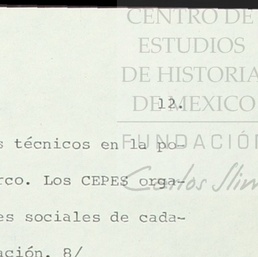 CENTRO DE
ESTUDIOS
DE HISTORIA
DE MEXICO
12.
FUNDACIÓN
s técnicos en la po-
Carlos Slim
rco. Los CEPES orga-
es sociales de cada-
ación. 8/